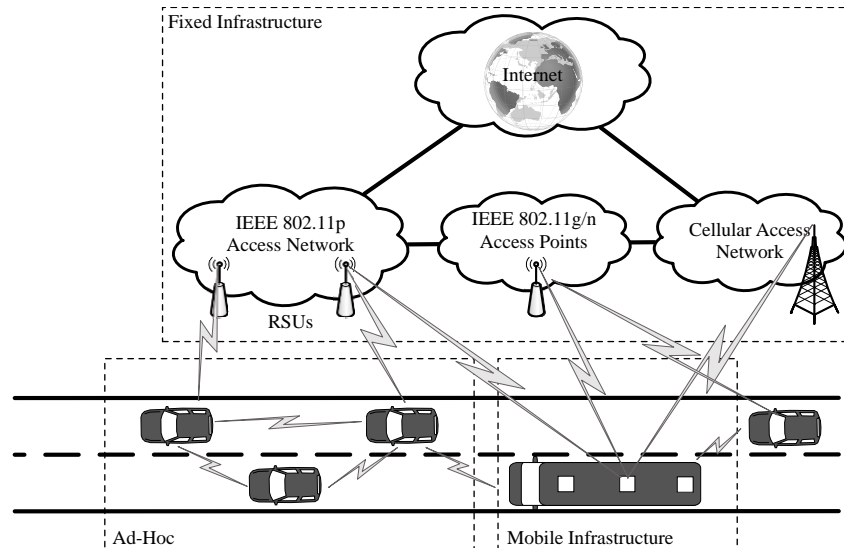 Fixed Infrastructure
Internet
IEEE 802.11p
Access Network
IEEE 802.11g/n
Access Points
Cellular Access
Network
RSUs
Ad-Hoc
Mobile Infrastructure